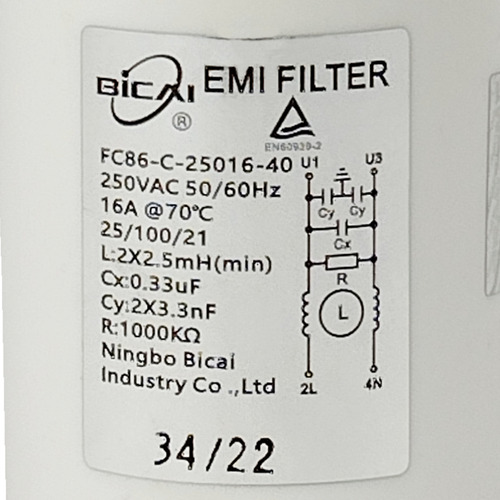 BiCAI ® EMI FILTER
EN60939-2
FC86-C-25016-40
250VAC 50/60Hz
16A @70℃
25/100/21
L:2X2.5mH(min)
Cx:0.33uF
Cy:2X3.3nF
R:1000KΩ
Ningbo Bicai
Industry Co .,Ltd
U1 U3
Cy Cy
Cx
R
L
2L 4N
34/22